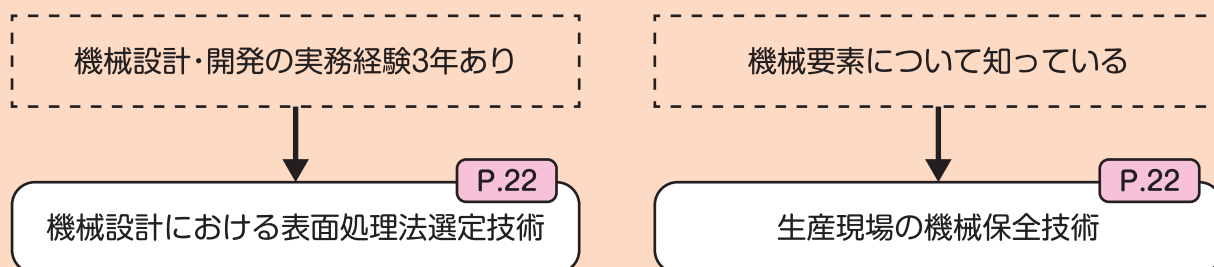 機械設計・開発の実務経験3年あり
機械要素について知っている
P.22
P.22
機械設計における表面処理法選定技術
生産現場の機械保全技術